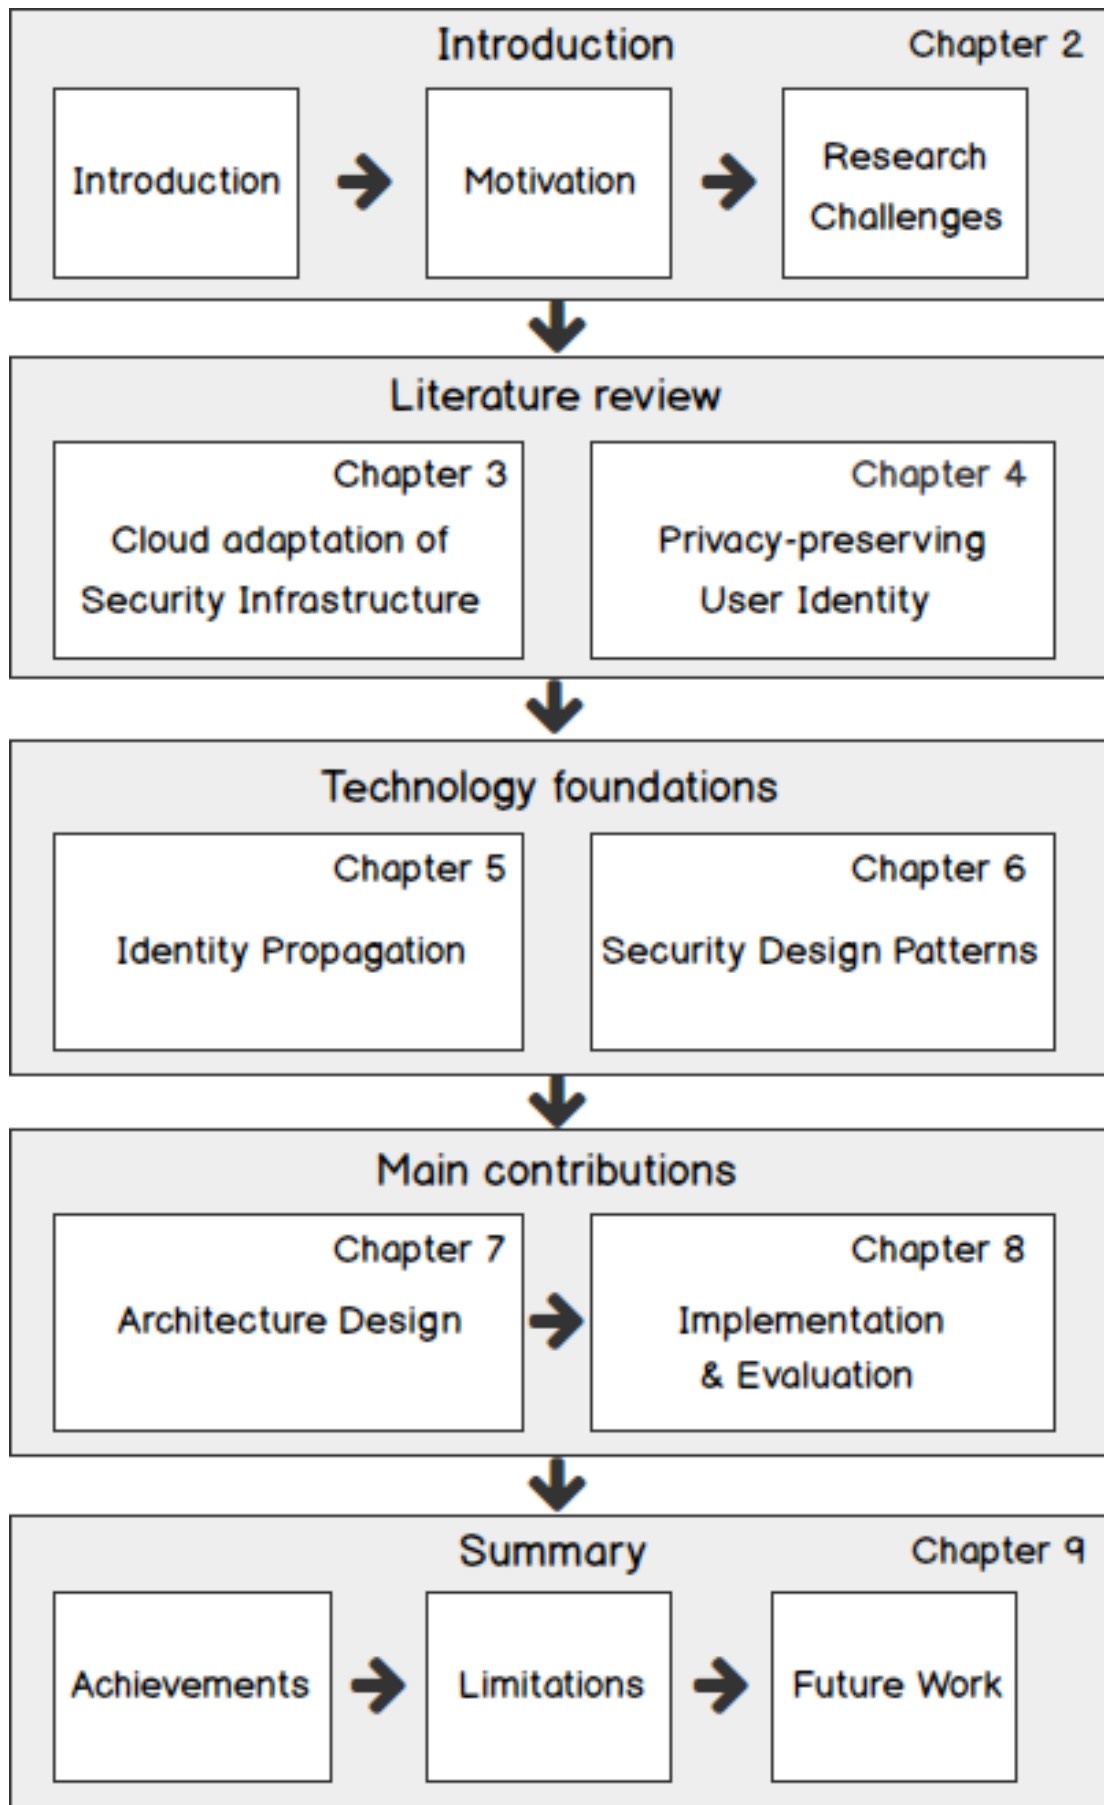 Introduction
Chapter 2
Introduction
Motivation
Research
Challenges
Literature review
Chapter 3
Cloud adaptation of
Security Infrastructure
Chapter 4
Privacy-preserving
User Identity
Technology foundations
Chapter 5
Identity Propagation
Chapter 6
Security Design Patterns
Main contributions
Chapter 7
Architecture Design
Chapter 8
Implementation
& Evaluation
Summary
Chapter 9
Achievements
Limitations
Future Work